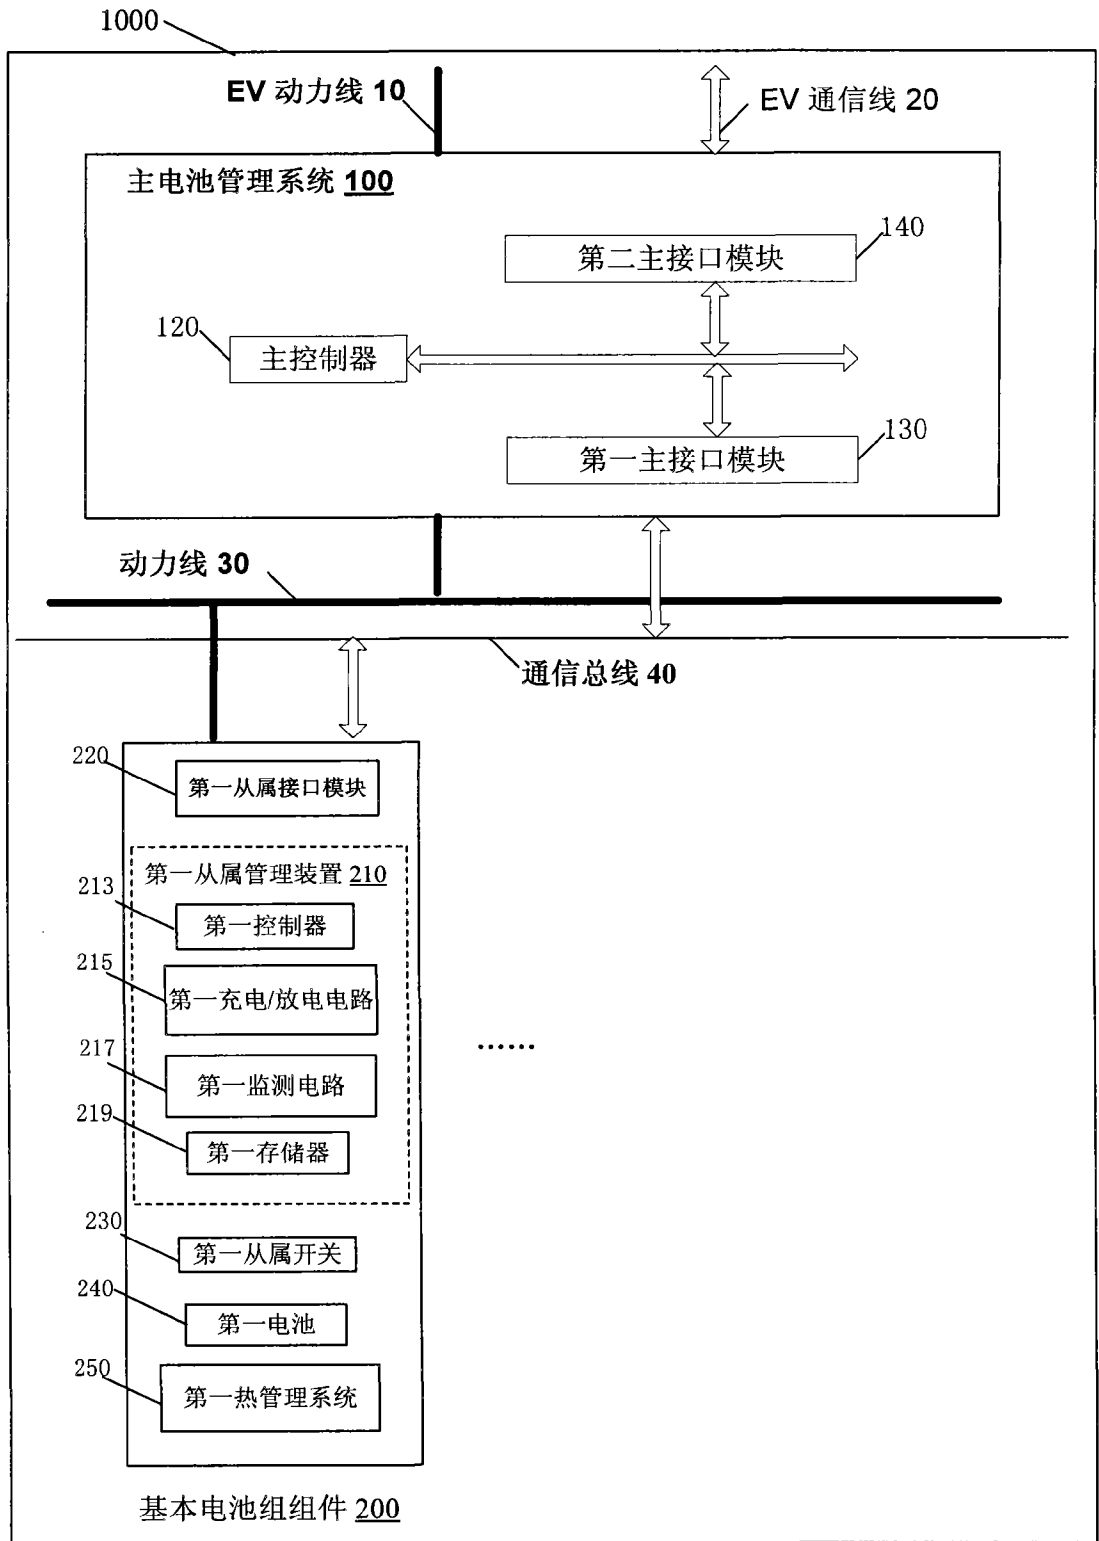 1000
EV 动力线 10
EV 通信线 20
主电池管理系统 100
140
第二主接口模块
120
主控制器
130
第一主接口模块
动力线 30
通信总线 40
220
第一从属接口模块
第一从属管理装置 210
213
第一控制器
215
第一充电/放电电路
217
第一监测电路
219
第一存储器
230
第一从属开关
240
第一电池
250
第一热管理系统
......
基本电池组组件 200